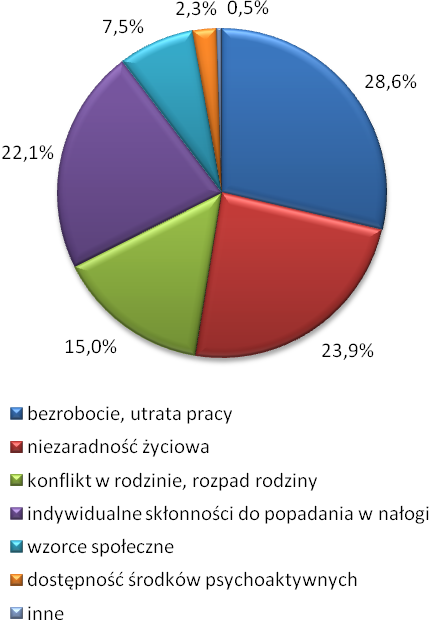 2,3% 0,5%
7,5%
28,6%
22,1%
15,0%
23,9%
bezrobocie, utrata pracy
niezaradność życiowa
konflikt w rodzinie, rozpad rodziny
indywidualne skłonności do popadania w nałogi
wzorce społeczne
dostępność środków psychoaktywnych
inne